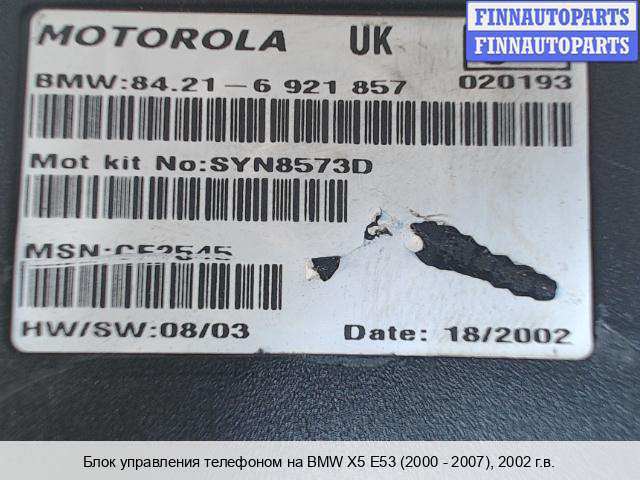 FINNAUTOPARTS
FINNAUTOPARTS
MOTOROLA UK
BMW:84.21-6 921 857 020193
Mot kit No:SYN8573D
MSN:
HW/SW:08/03 Date: 18/2002
Блок управления телефоном на BMW X5 E53 (2000 - 2007), 2002 г.в.